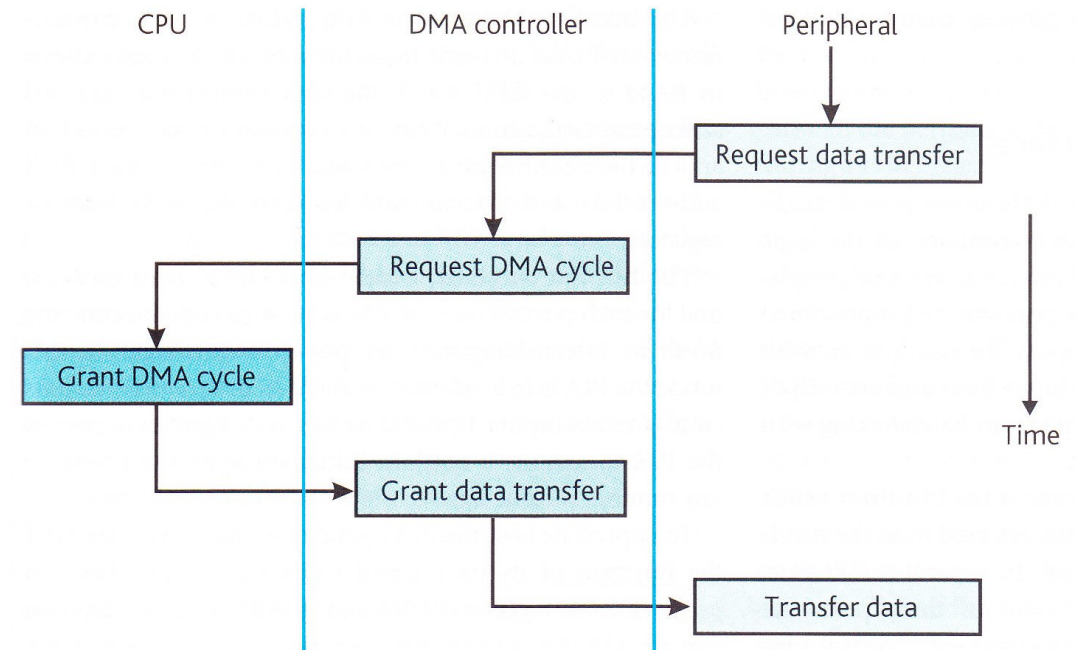 CPU
DMA controller
Peripheral
Request data transfer
Request DMA cycle
Grant DMA cycle
Time
Grant data transfer
Transfer data